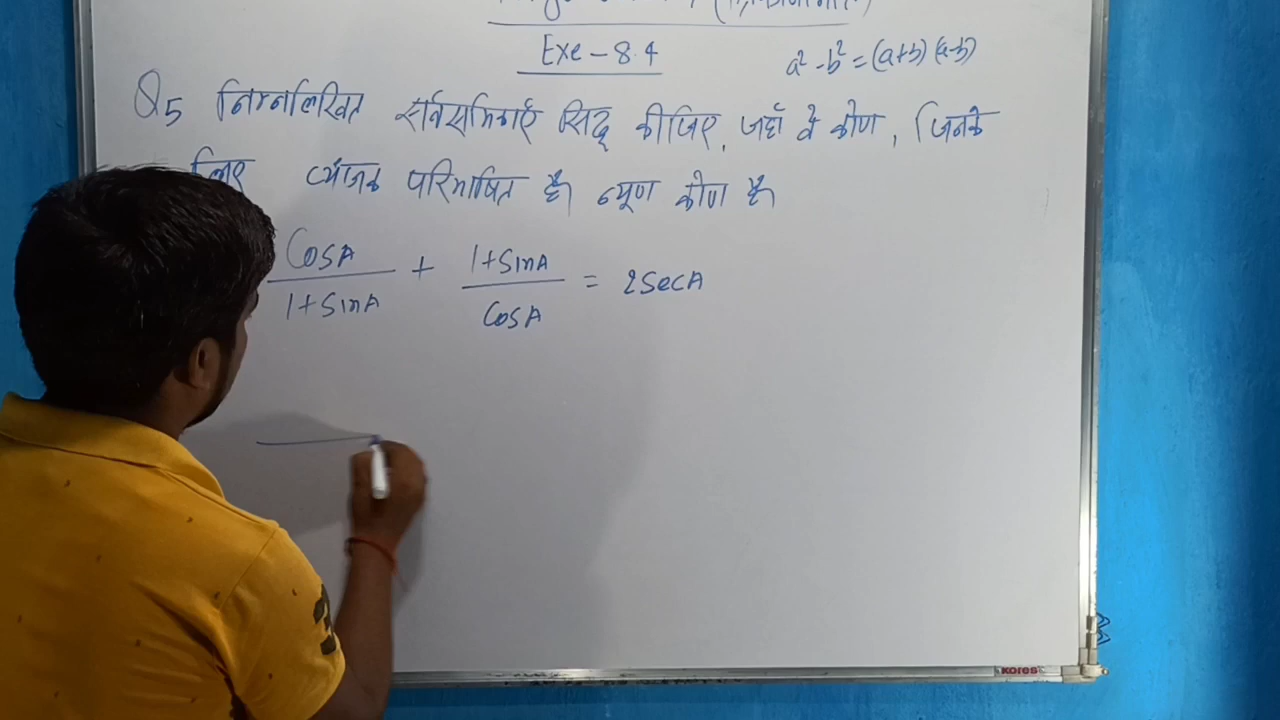 Exe - 8.4
a² - b² = (a+b) (a-b)
Q5 निम्नलिखित सर्वसमिकाएँ सिद्ध कीजिए, जहाँ वे कोण, जिनके
लिए व्यंजक परिभाषित है। न्यूण कोण है।
CosA / 1+SinA + 1+SinA / CosA = 2SecA
KORES